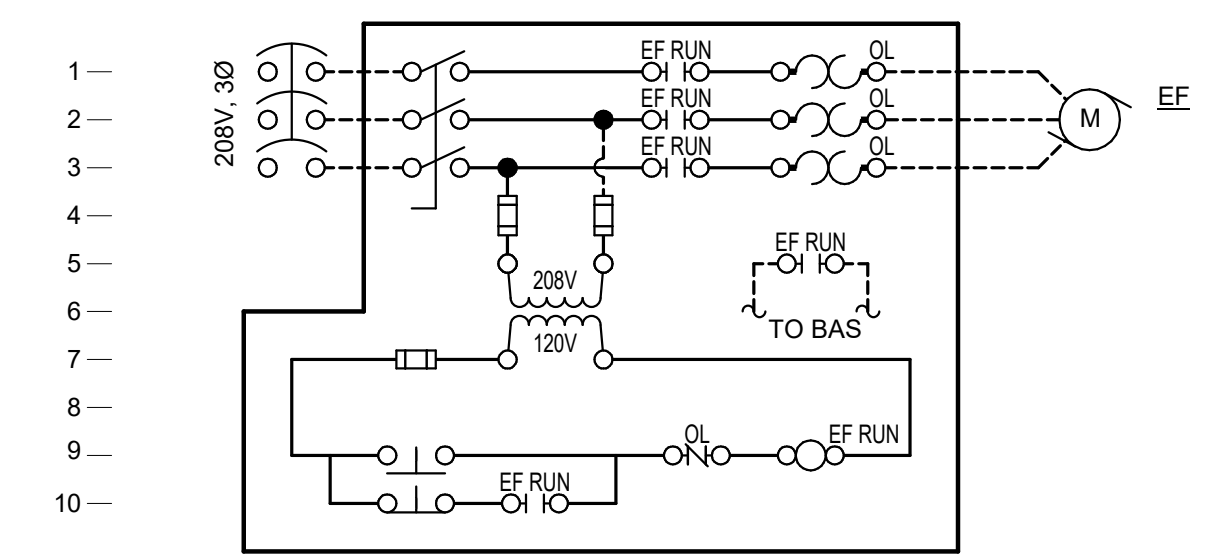 208V, 3Ø
1
EF RUN
OL
2
EF RUN
OL
M
EF
3
EF RUN
OL
4
5
EF RUN
208V
6
TO BAS
120V
7
8
9
OL
EF RUN
10
EF RUN